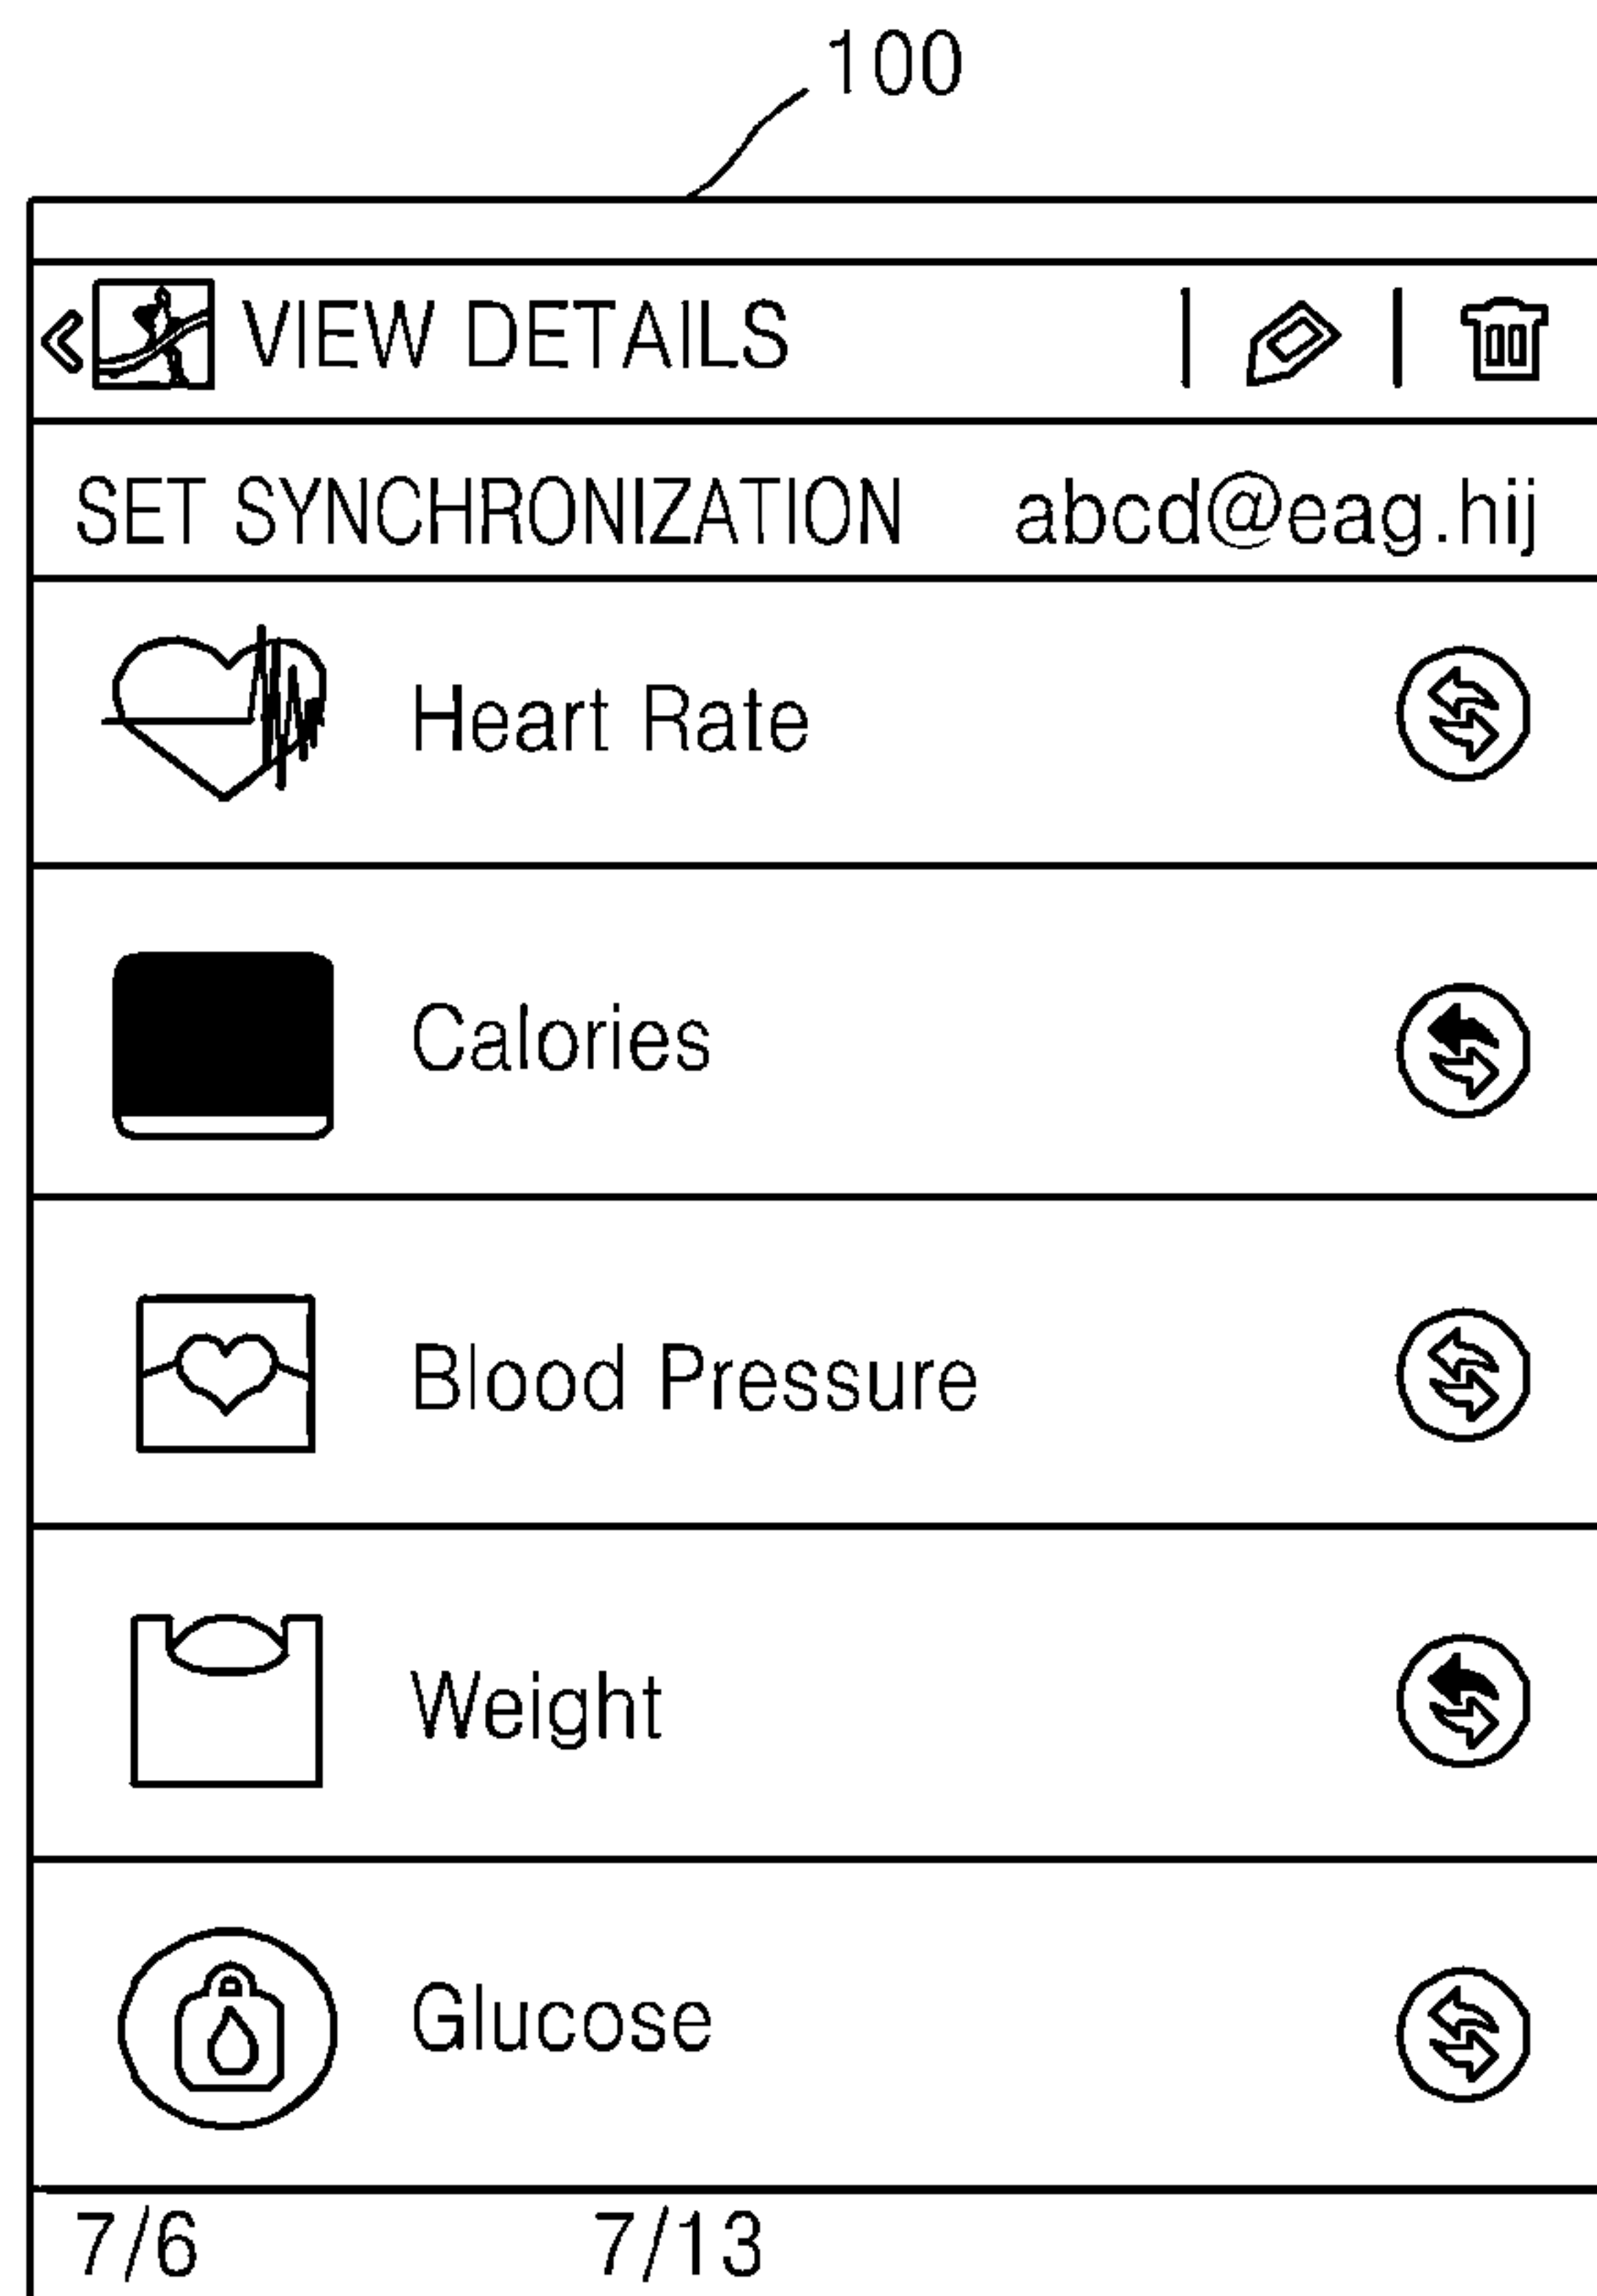 100
VIEW DETAILS
SET SYNCHRONIZATION abcd@eag.hij
Heart Rate
Calories
Blood Pressure
Weight
Glucose
7/6 7/13